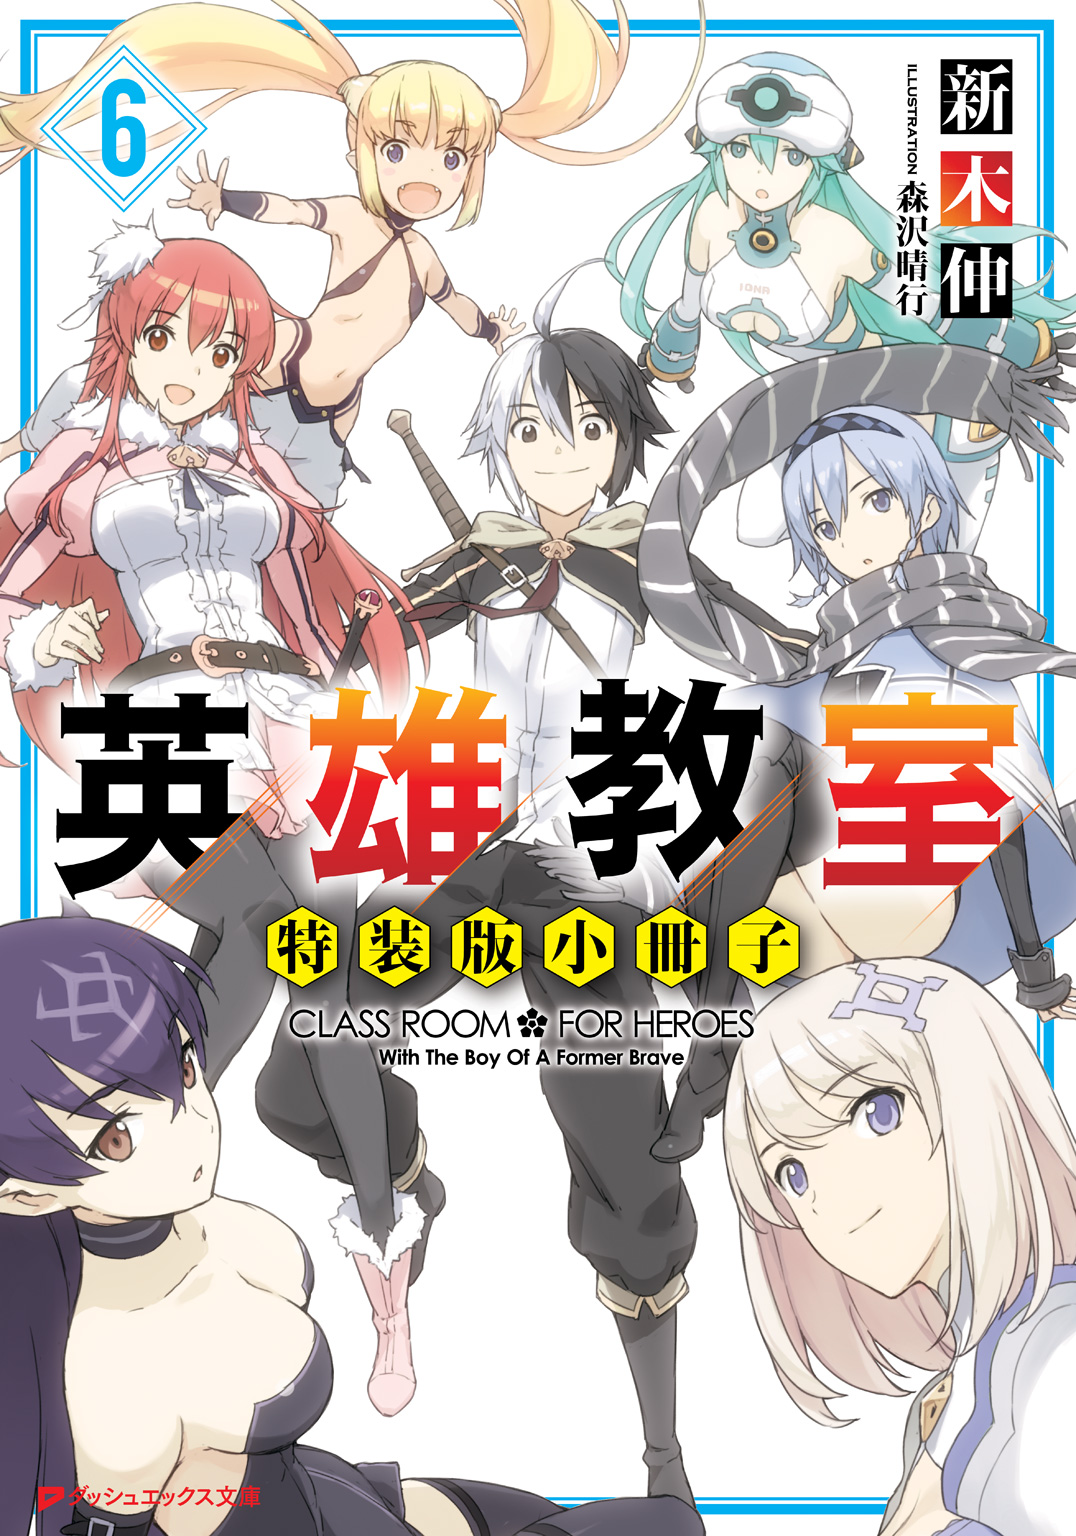 6
新木伸
ILLUSTRATION 森沢晴行
IONA
英雄教室
特装版小冊子
CLASS ROOM FOR HEROES
With The Boy Of A Former Brave
ダッシュエックス文庫